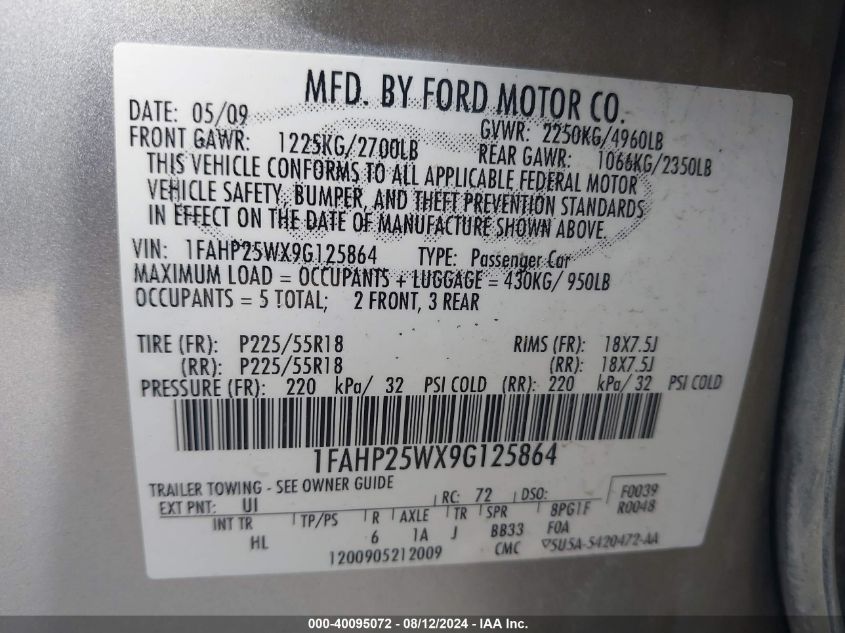 MFD. BY FORD MOTOR CO.
DATE: 05/09 GVWR: 2250KG/4960LB
FRONT GAWR: 1225KG/2700LB REAR GAWR: 1066KG/2350LB
THIS VEHICLE CONFORMS TO ALL APPLICABLE FEDERAL MOTOR
VEHICLE SAFETY, BUMPER, AND THEFT PREVENTION STANDARDS
IN EFFECT ON THE DATE OF MANUFACTURE SHOWN ABOVE.
VIN: 1FAHP25WX9G125864 TYPE: Passenger Car
MAXIMUM LOAD = OCCUPANTS + LUGGAGE = 430KG/ 950LB
OCCUPANTS = 5 TOTAL; 2 FRONT, 3 REAR
TIRE (FR): P225/55R18 RIMS (FR): 18X7.5J
(RR): P225/55R18 (RR): 18X7.5J
PRESSURE (FR): 220 kPa/ 32 PSI COLD (RR): 220 kPa/ 32 PSI COLD
1FAHP25WX9G125864
TRAILER TOWING - SEE OWNER GUIDE
EXT PNT: UI RC: 72 DSO: F0039
INT TR TP/PS R AXLE TR SPR 8PG1F R0048
HL 6 1A J BB33 F0A
1200905212009 CMC 5U5A-5420472-AA
000-40095072 - 08/12/2024 - IAA Inc.